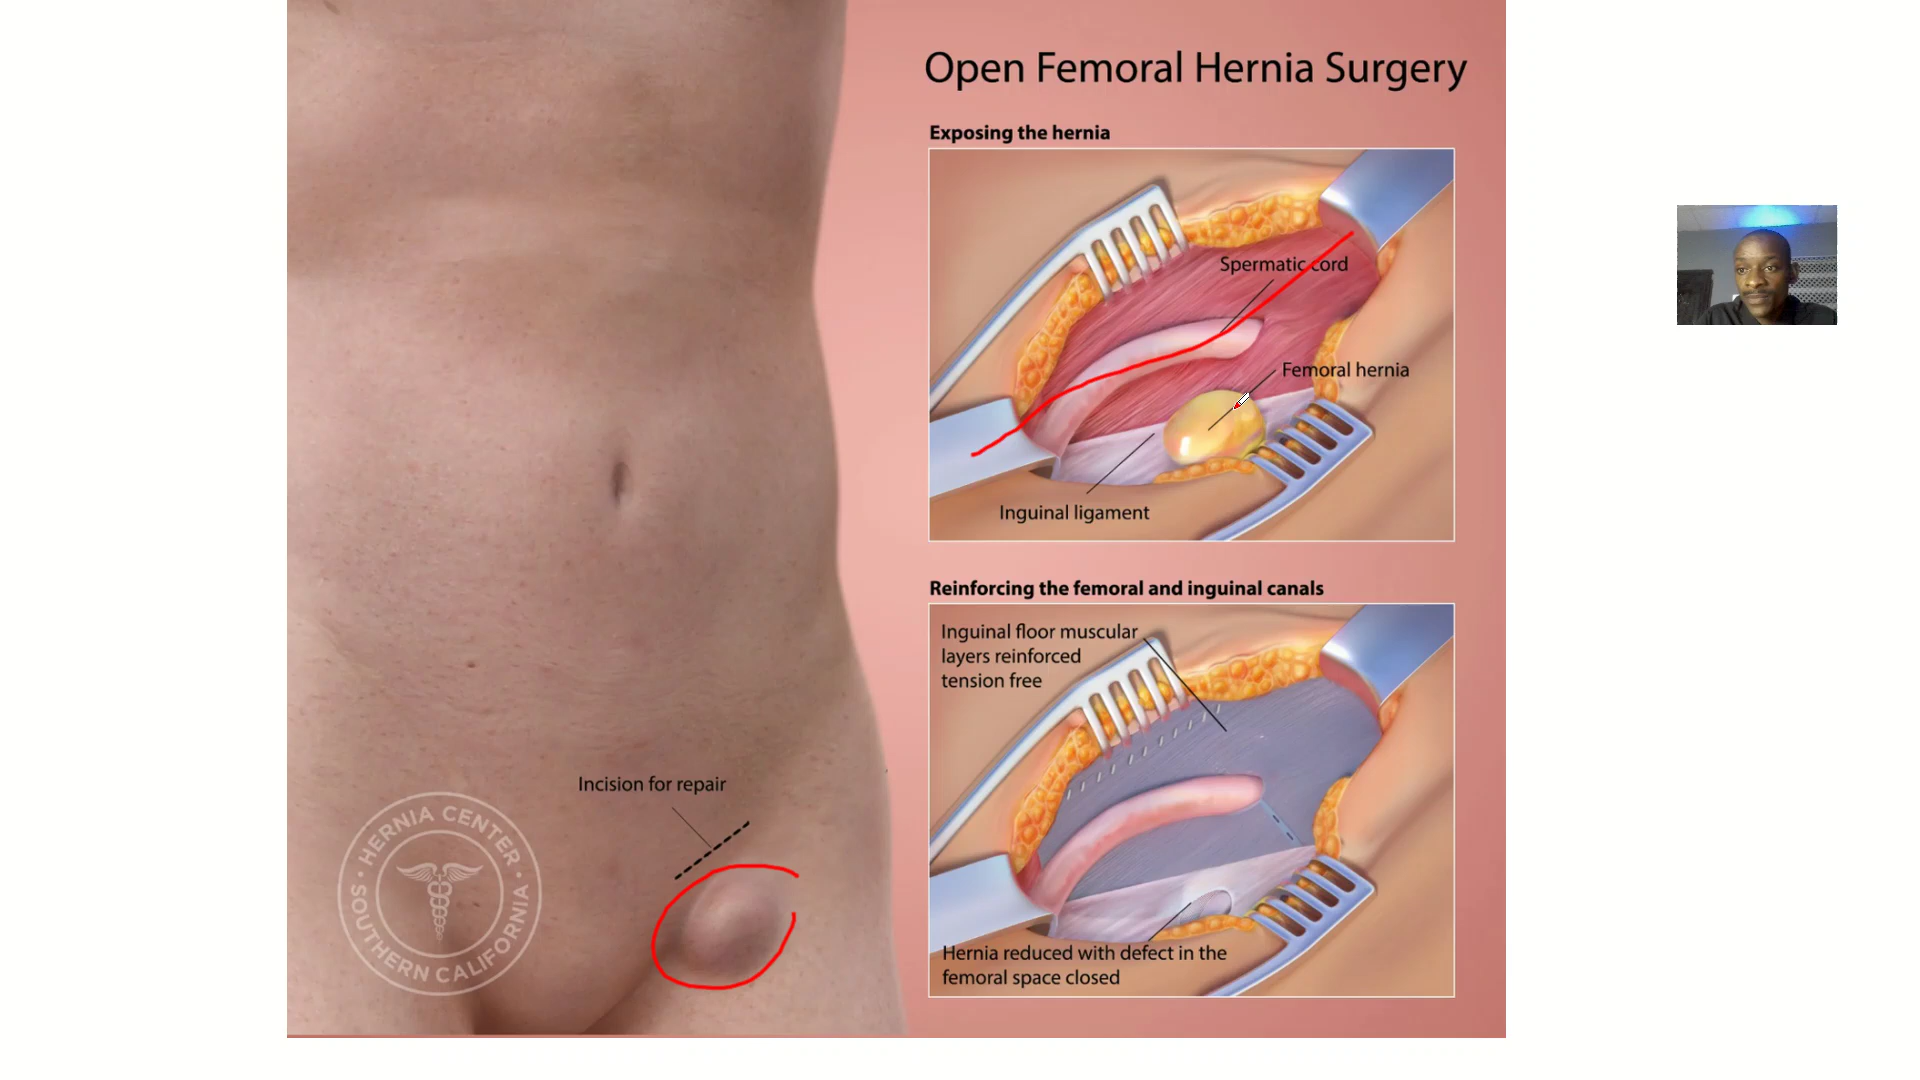 Open Femoral Hernia Surgery
Exposing the hernia
Spermatic cord
Femoral hernia
Inguinal ligament
Reinforcing the femoral and inguinal canals
Inguinal floor muscular
layers reinforced
tension free
Hernia reduced with defect in the
femoral space closed
Incision for repair
HERNIA CENTER
SOUTHERN CALIFORNIA